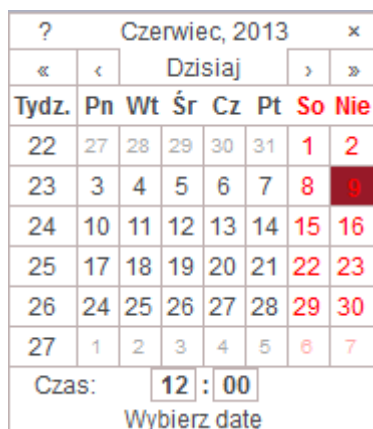 ? Czerwiec, 2013 ×
« ‹ Dzisiaj › »
Tydz. Pn Wt Śr Cz Pt So Nie
22 27 28 29 30 31 1 2
23 3 4 5 6 7 8 9
24 10 11 12 13 14 15 16
25 17 18 19 20 21 22 23
26 24 25 26 27 28 29 30
27 1 2 3 4 5 6 7
Czas: 12 : 00
Wybierz date